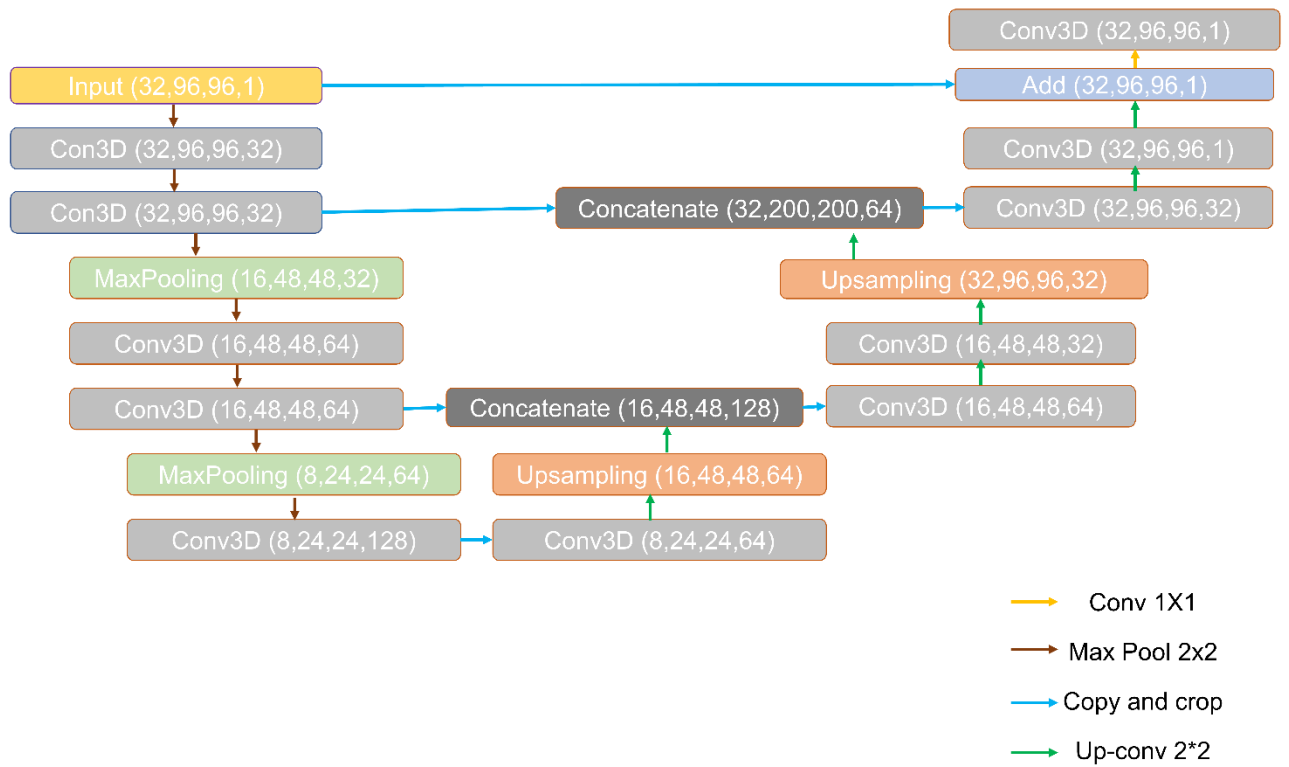 Conv3D (32,96,96,1)
Input (32,96,96,1)
Add (32,96,96,1)
Con3D (32,96,96,32)
Conv3D (32,96,96,1)
Con3D (32,96,96,32)
Concatenate (32,200,200,64)
Conv3D (32,96,96,32)
MaxPooling (16,48,48,32)
Upsampling (32,96,96,32)
Conv3D (16,48,48,64)
Conv3D (16,48,48,32)
Conv3D (16,48,48,64)
Concatenate (16,48,48,128)
Conv3D (16,48,48,64)
MaxPooling (8,24,24,64)
Upsampling (16,48,48,64)
Conv3D (8,24,24,128)
Conv3D (8,24,24,64)
Conv 1X1
Max Pool 2x2
Copy and crop
Up-conv 2*2